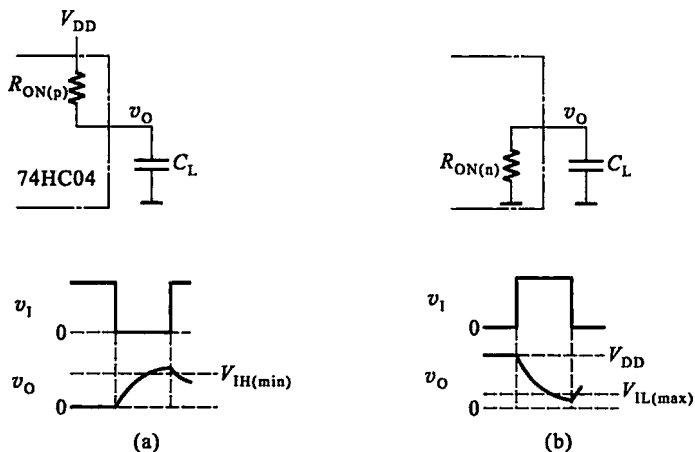 V_DD
R_ON(p)
v_O
C_L
74HC04
v_I
0
v_O
0
V_IH(min)
(a)
v_O
R_ON(n)
C_L
v_I
0
V_DD
v_O
V_IL(max)
0
(b)